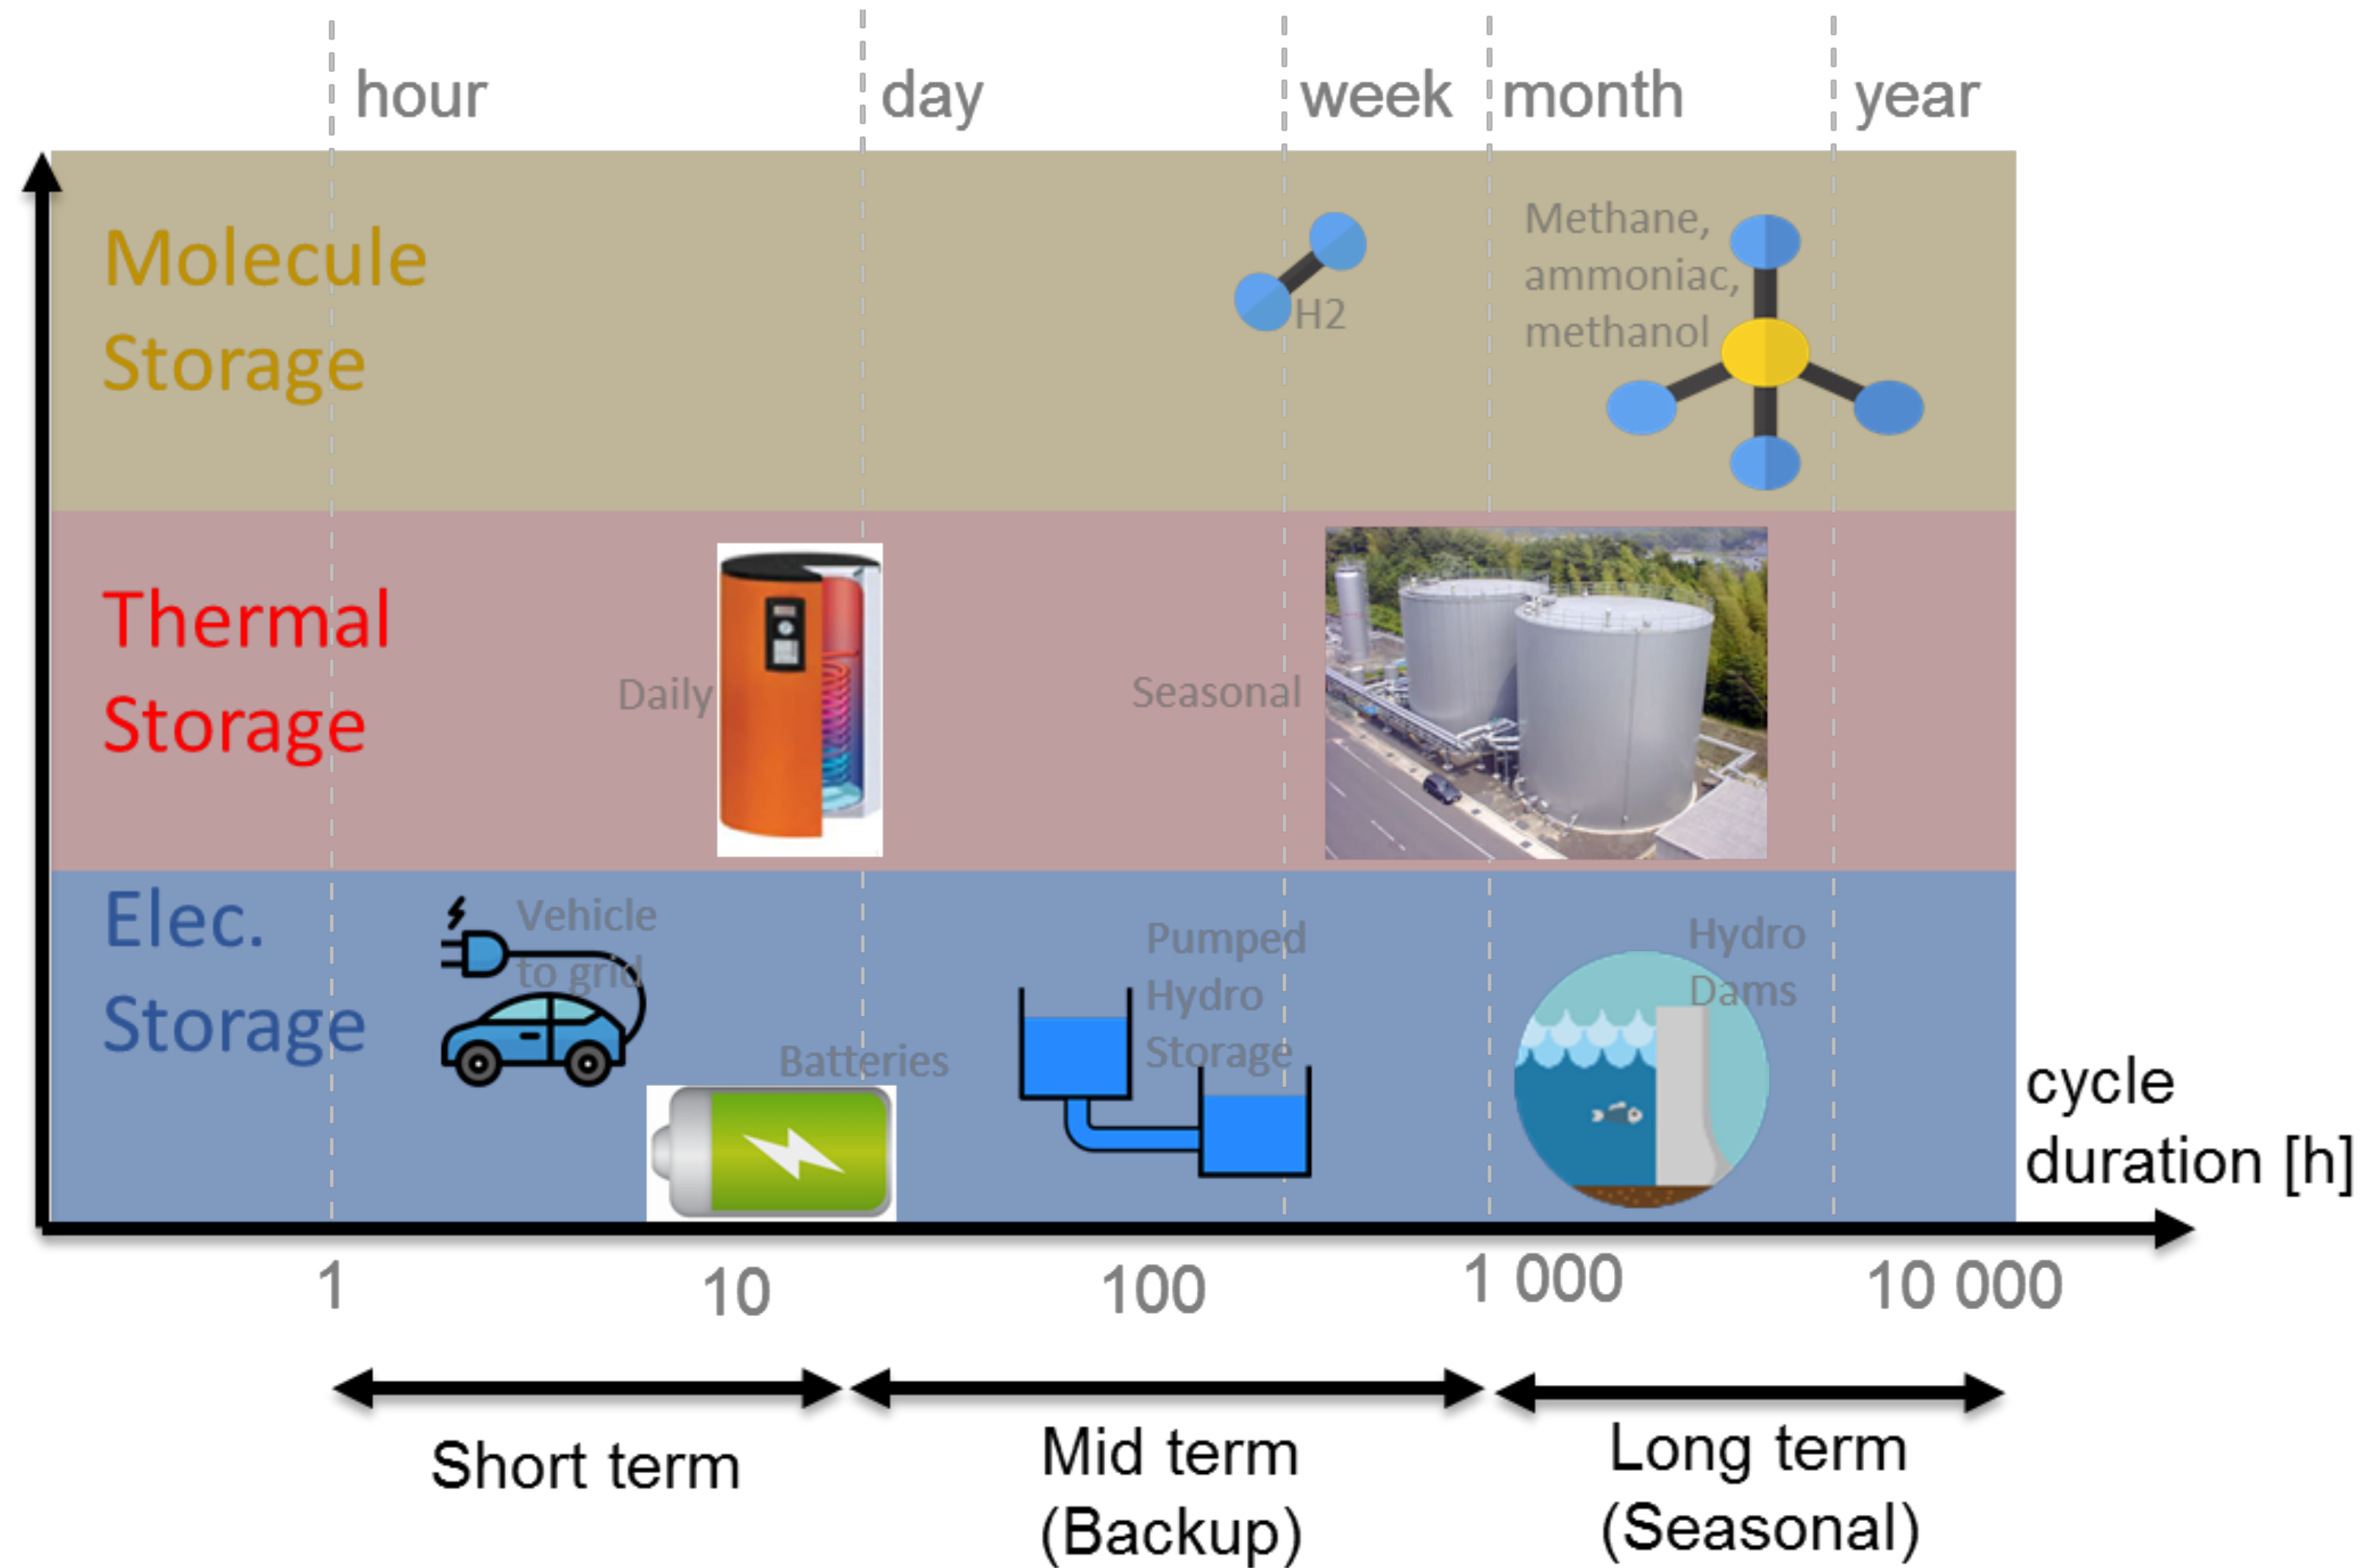 hour
day
week
month
year
Molecule
Storage
H2
Methane,
ammoniac,
methanol
Thermal
Storage
Daily
Seasonal
Elec.
Storage
Vehicle
to grid
Batteries
Pumped
Hydro
Storage
Hydro
Dams
cycle
duration [h]
1
10
100
1 000
10 000
Short term
Mid term
(Backup)
Long term
(Seasonal)